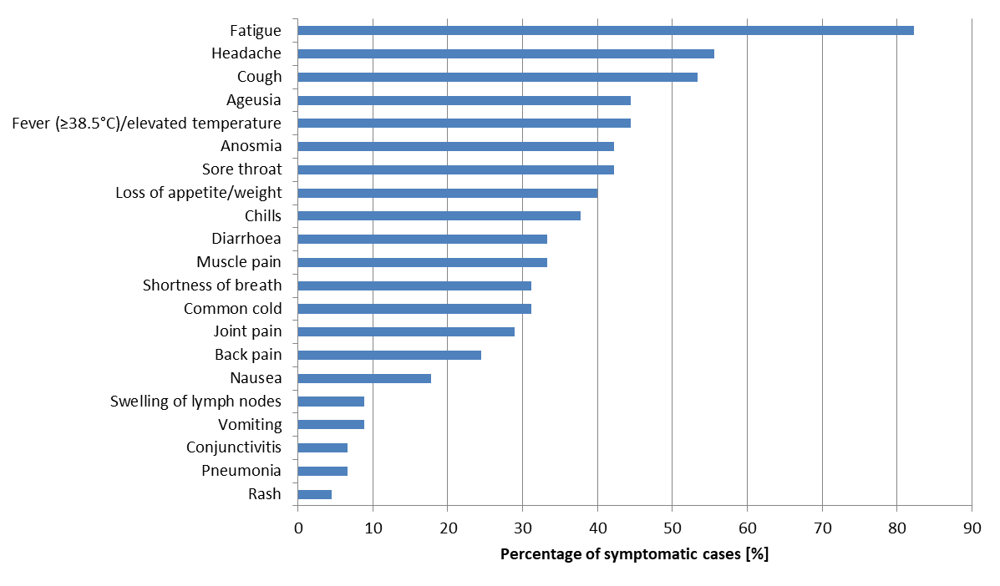 Fatigue
Headache
Cough
Ageusia
Fever (≥38.5°C)/elevated temperature
Anosmia
Sore throat
Loss of appetite/weight
Chills
Diarrhoea
Muscle pain
Shortness of breath
Common cold
Joint pain
Back pain
Nausea
Swelling of lymph nodes
Vomiting
Conjunctivitis
Pneumonia
Rash
0 10 20 30 40 50 60 70 80 90
Percentage of symptomatic cases [%]